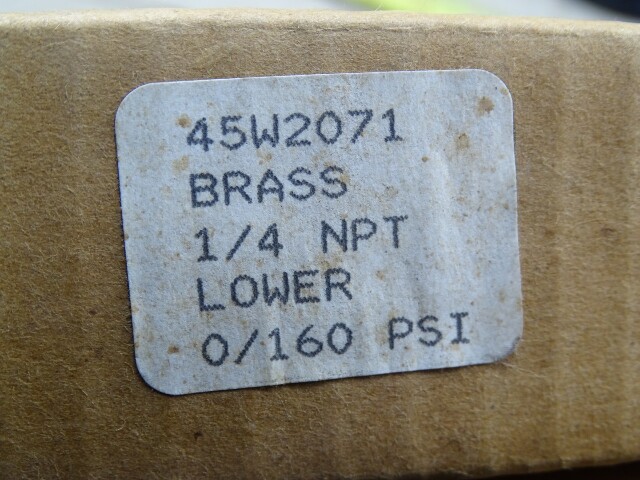 45W2071
BRASS
1/4 NPT
LOWER
0/160 PSI